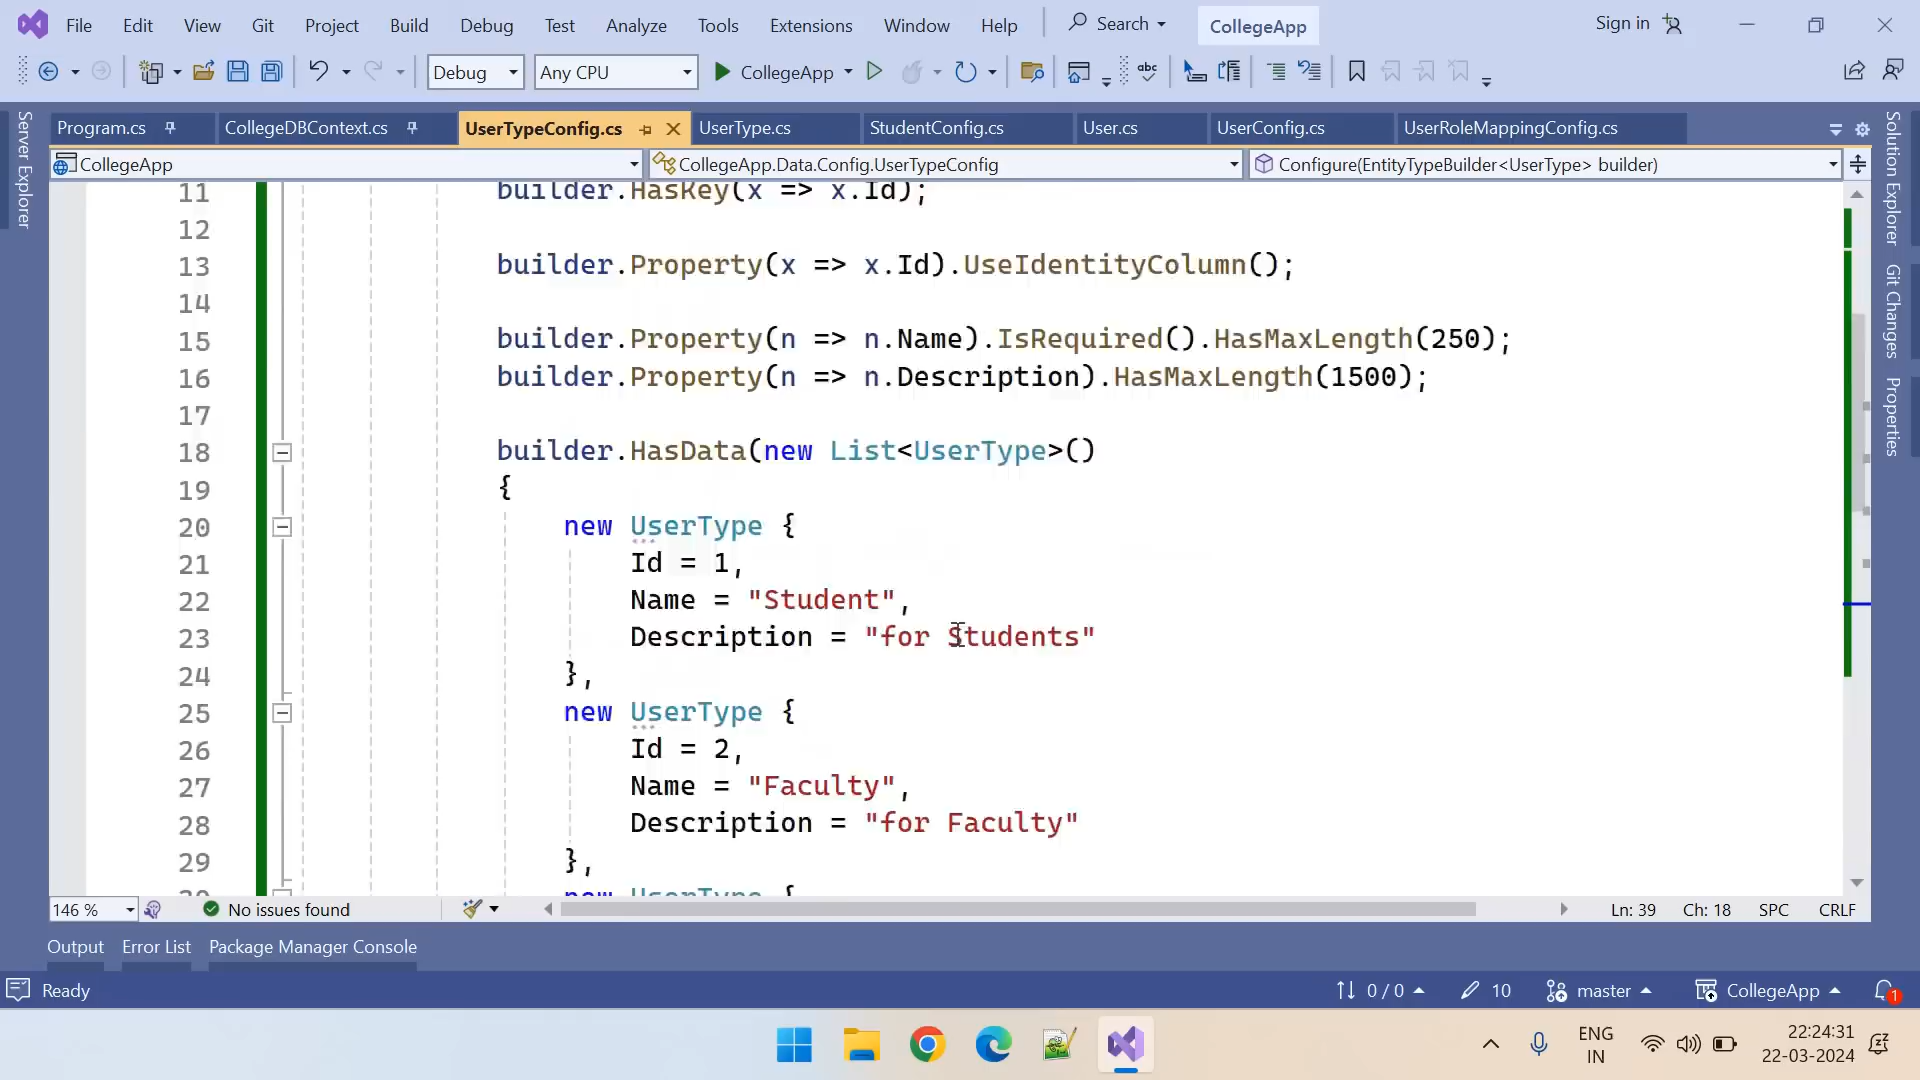 File Edit View Git Project Build Debug Test Analyze Tools Extensions Window Help Search CollegeApp Sign in
Debug Any CPU CollegeApp abc
Program.cs CollegeDBContext.cs UserTypeConfig.cs UserType.cs StudentConfig.cs User.cs UserConfig.cs UserRoleMappingConfig.cs
CollegeApp CollegeApp.Data.Config.UserTypeConfig Configure(EntityTypeBuilder<UserType> builder)
Server Explorer
Solution Explorer
Git Changes
Properties
11 builder.HasKey(x => x.Id);
12
13 builder.Property(x => x.Id).UseIdentityColumn();
14
15 builder.Property(n => n.Name).IsRequired().HasMaxLength(250);
16 builder.Property(n => n.Description).HasMaxLength(1500);
17
18 builder.HasData(new List<UserType>()
19 {
20 new UserType {
21 Id = 1,
22 Name = "Student",
23 Description = "for Students"
24 },
25 new UserType {
26 Id = 2,
27 Name = "Faculty",
28 Description = "for Faculty"
29 },
30 new UserType {
146 % No issues found Ln: 39 Ch: 18 SPC CRLF
Output Error List Package Manager Console
Ready 0 / 0 10 master CollegeApp 1
ENG 22:24:31
IN 22-03-2024